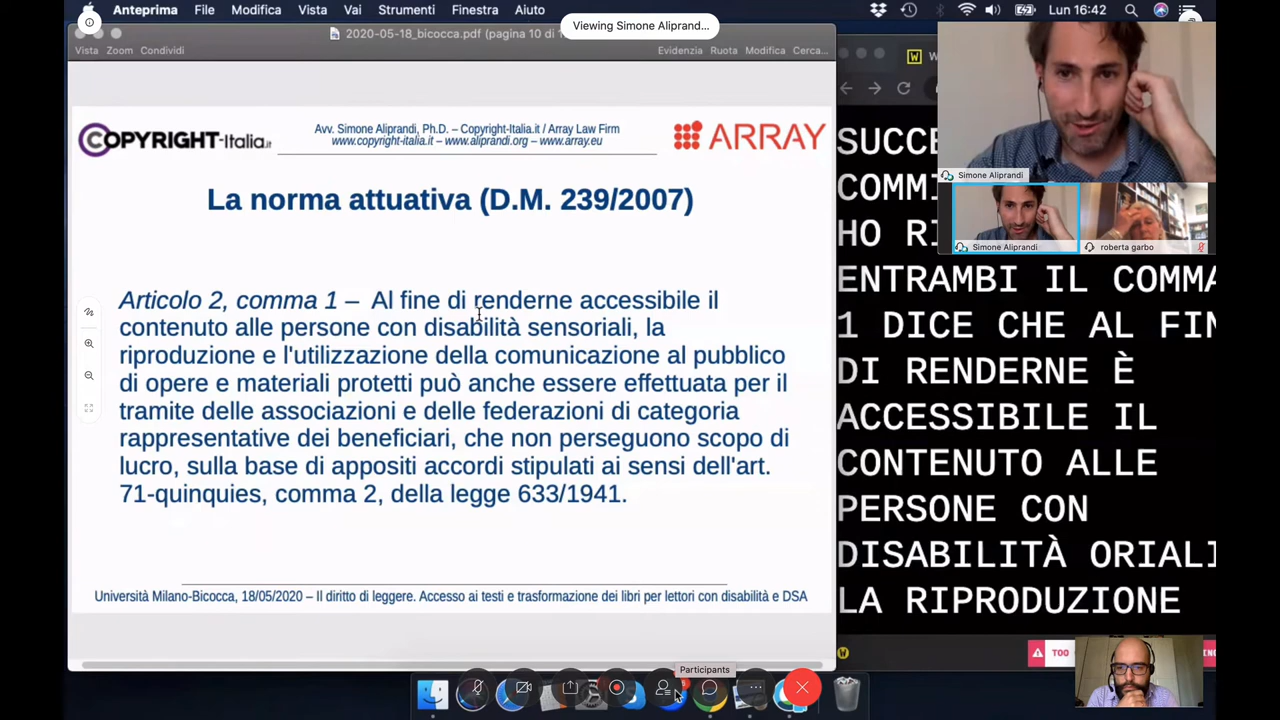 Anteprima File Modifica Vista Vai Strumenti Finestra Aiuto
Lun 16:42
Viewing Simone Aliprand...
2020-05-18_bicocca.pdf (pagina 10 di
Vista Zoom Condividi
Evidenzia Ruota Modifica Cerca...
COPYRIGHT-Italia.it
Avv. Simone Aliprandi, Ph.D. – Copyright-Italia.it / Array Law Firm
www.copyright-italia.it – www.aliprandi.org – www.array.eu
ARRAY
La norma attuativa (D.M. 239/2007)
Articolo 2, comma 1 – Al fine di renderne accessibile il
contenuto alle persone con disabilità sensoriali, la
riproduzione e l'utilizzazione della comunicazione al pubblico
di opere e materiali protetti può anche essere effettuata per il
tramite delle associazioni e delle federazioni di categoria
rappresentative dei beneficiari, che non perseguono scopo di
lucro, sulla base di appositi accordi stipulati ai sensi dell'art.
71-quinquies, comma 2, della legge 633/1941.
Università Milano-Bicocca, 18/05/2020 – Il diritto di leggere. Accesso ai testi e trasformazione dei libri per lettori con disabilità e DSA
Participants
Simone Aliprandi
Simone Aliprandi
roberta garbo
SUCCE
COMMI
HO RI
ENTRAMBI IL COMMA
1 DICE CHE AL FIN
DI RENDERNE È
ACCESSIBILE IL
CONTENUTO ALLE
PERSONE CON
DISABILITÀ ORIALI
LA RIPRODUZIONE
TOO